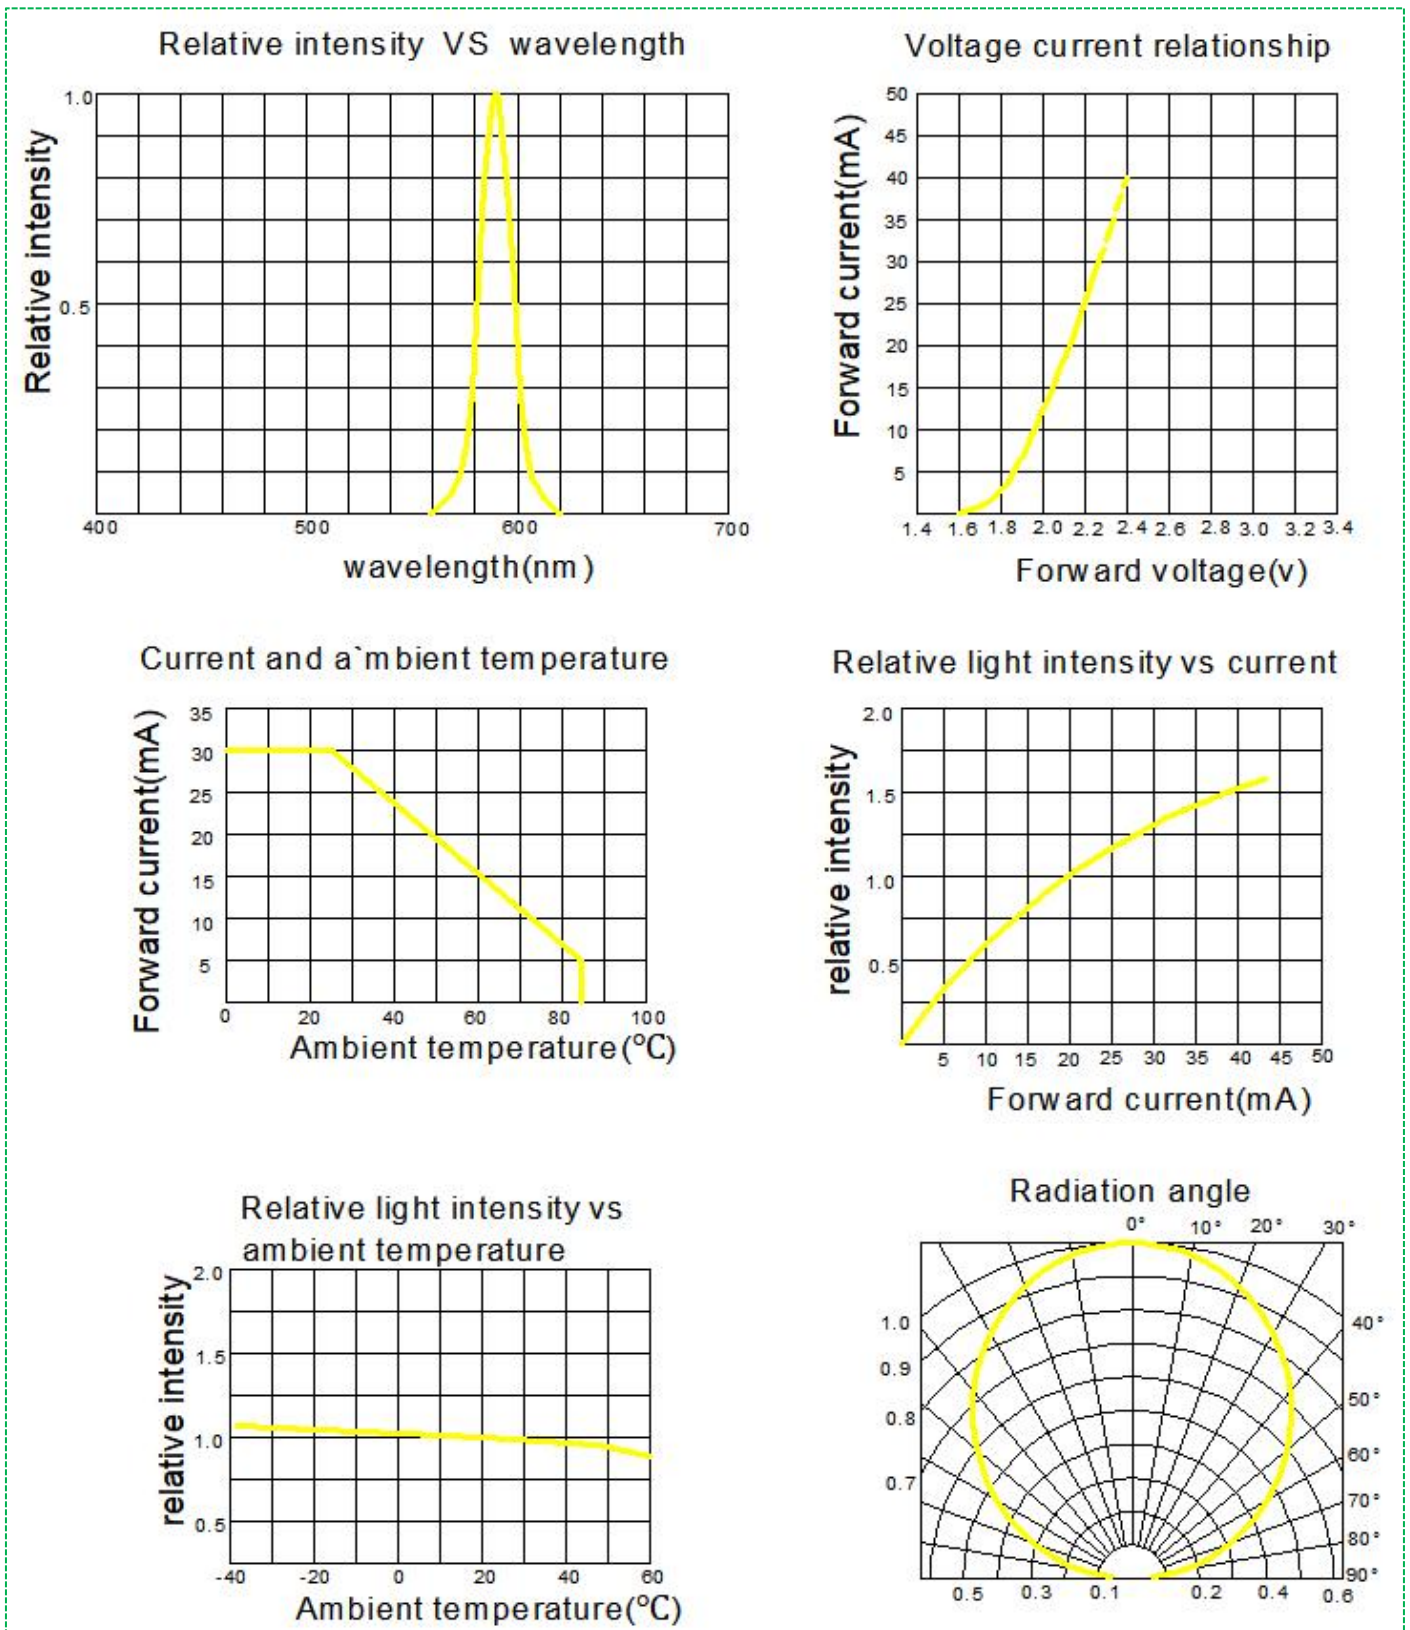 Relative intensity VS wavelength
Relative intensity
1.0
0.5
400 500 600 700
wavelength(nm)
Voltage current relationship
Forward current(mA)
50
45
40
35
30
25
20
15
10
5
1.4 1.6 1.8 2.0 2.2 2.4 2.6 2.8 3.0 3.2 3.4
Forward voltage(v)
Current and a`mbient temperature
Forward current(mA)
35
30
25
20
15
10
5
0 20 40 60 80 100
Ambient temperature(℃)
Relative light intensity vs current
relative intensity
2.0
1.5
1.0
0.5
5 10 15 20 25 30 35 40 45 50
Forward current(mA)
Relative light intensity vs
ambient temperature
relative intensity
2.0
1.5
1.0
0.5
-40 -20 0 20 40 60
Ambient temperature(℃)
Radiation angle
0° 10° 20° 30°
1.0 40°
0.9
0.8 50°
60°
0.7
70°
80°
90°
0.5 0.3 0.1 0.2 0.4 0.6